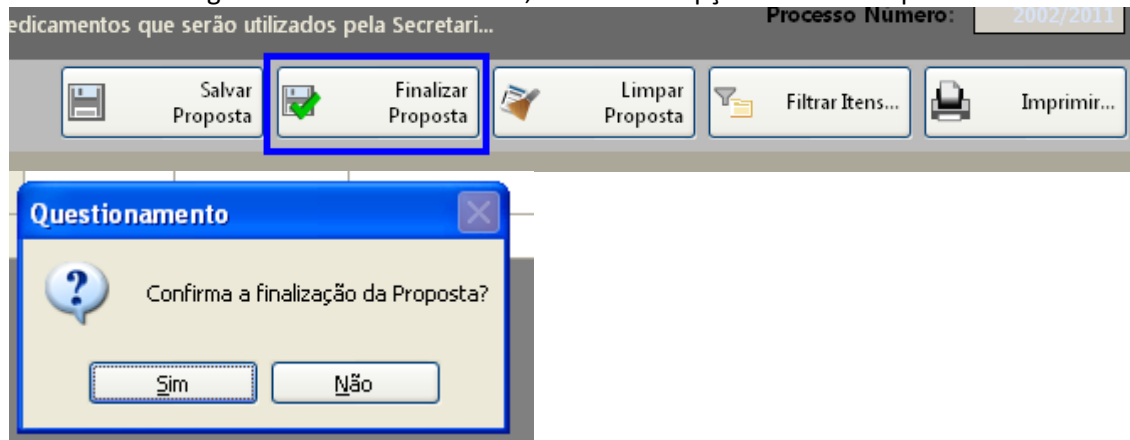 edicamentos que serão utilizados pela Secretari...
Processo Número: 2002/2011
Salvar
Proposta
Finalizar
Proposta
Limpar
Proposta
Filtrar Itens...
Imprimir...
Questionamento
Confirma a finalização da Proposta?
Sim
Não